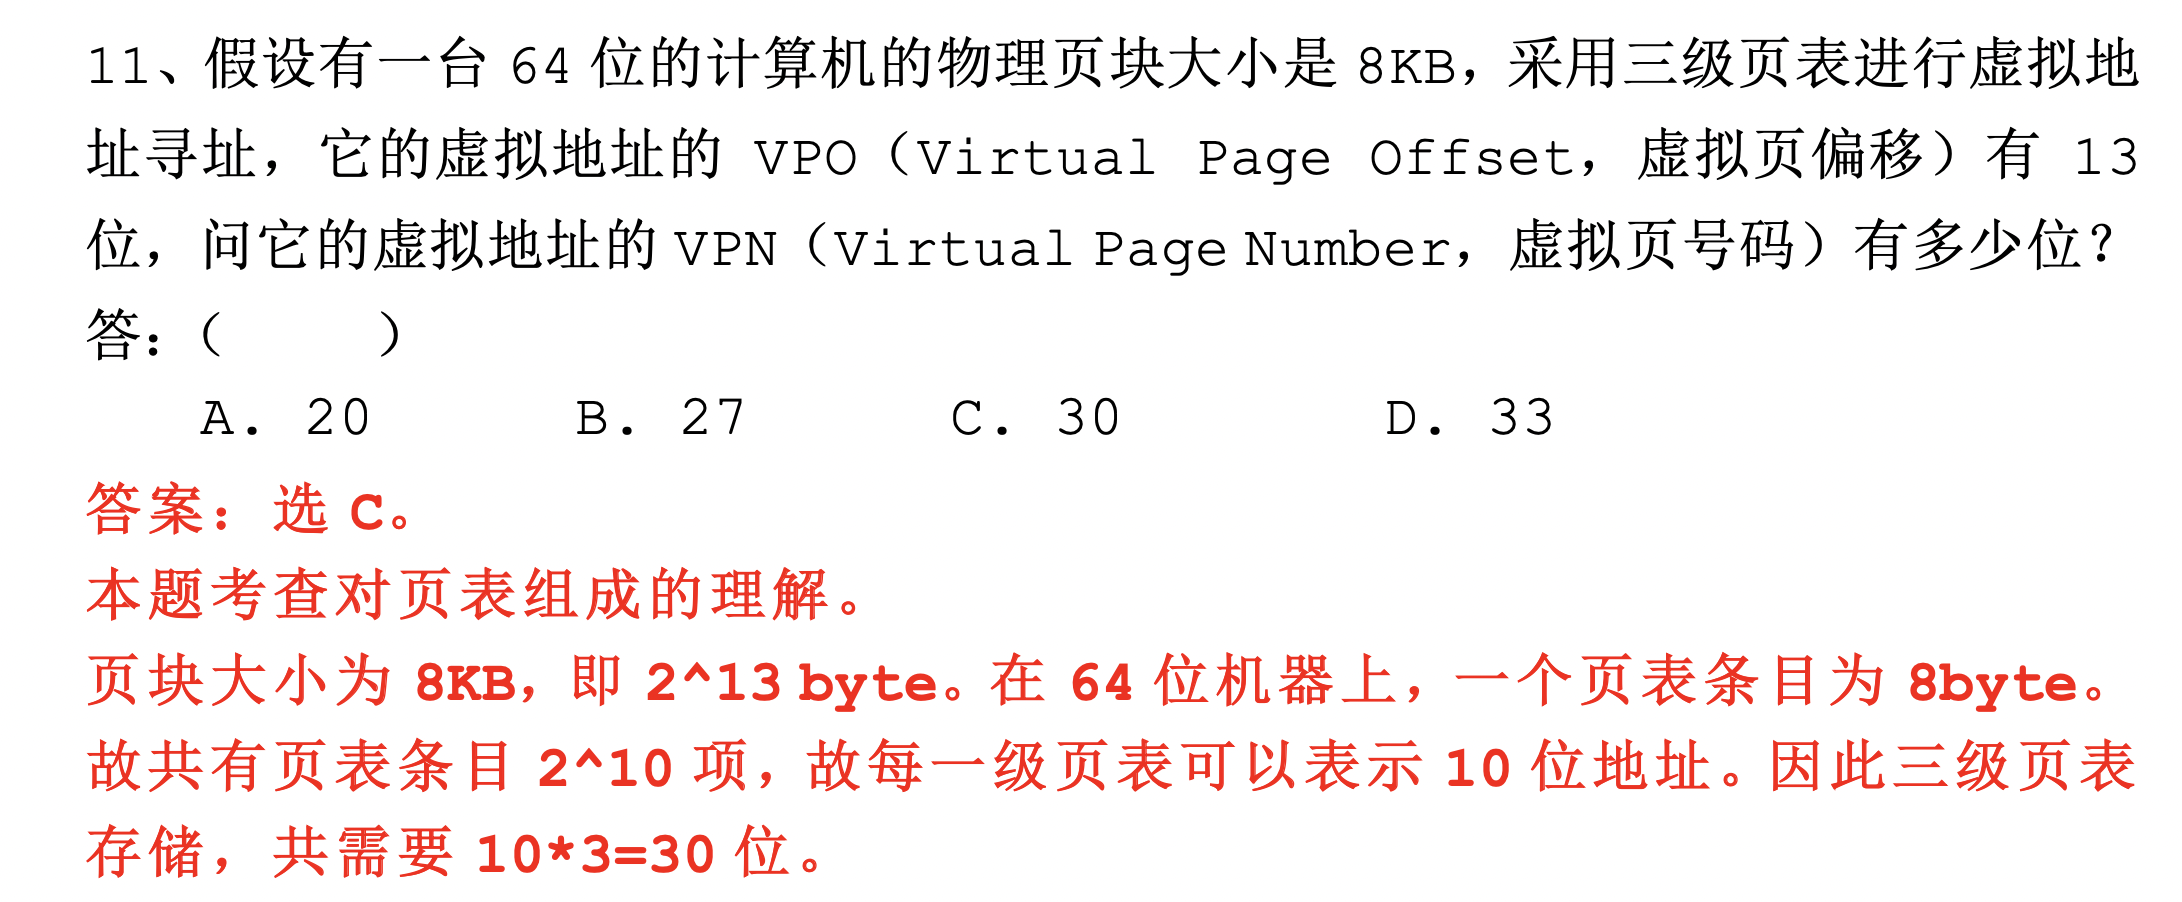 11、假设有一台 64 位的计算机的物理页块大小是 8KB，采用三级页表进行虚拟地
址寻址，它的虚拟地址的 VPO（Virtual Page Offset，虚拟页偏移）有 13
位，问它的虚拟地址的 VPN（Virtual Page Number，虚拟页号码）有多少位？
答：（ ）
A. 20 B. 27 C. 30 D. 33
答案：选 C。
本题考查对页表组成的理解。
页块大小为 8KB，即 2^13 byte。在 64 位机器上，一个页表条目为 8byte。
故共有页表条目 2^10 项，故每一级页表可以表示 10 位地址。因此三级页表
存储，共需要 10*3=30 位。